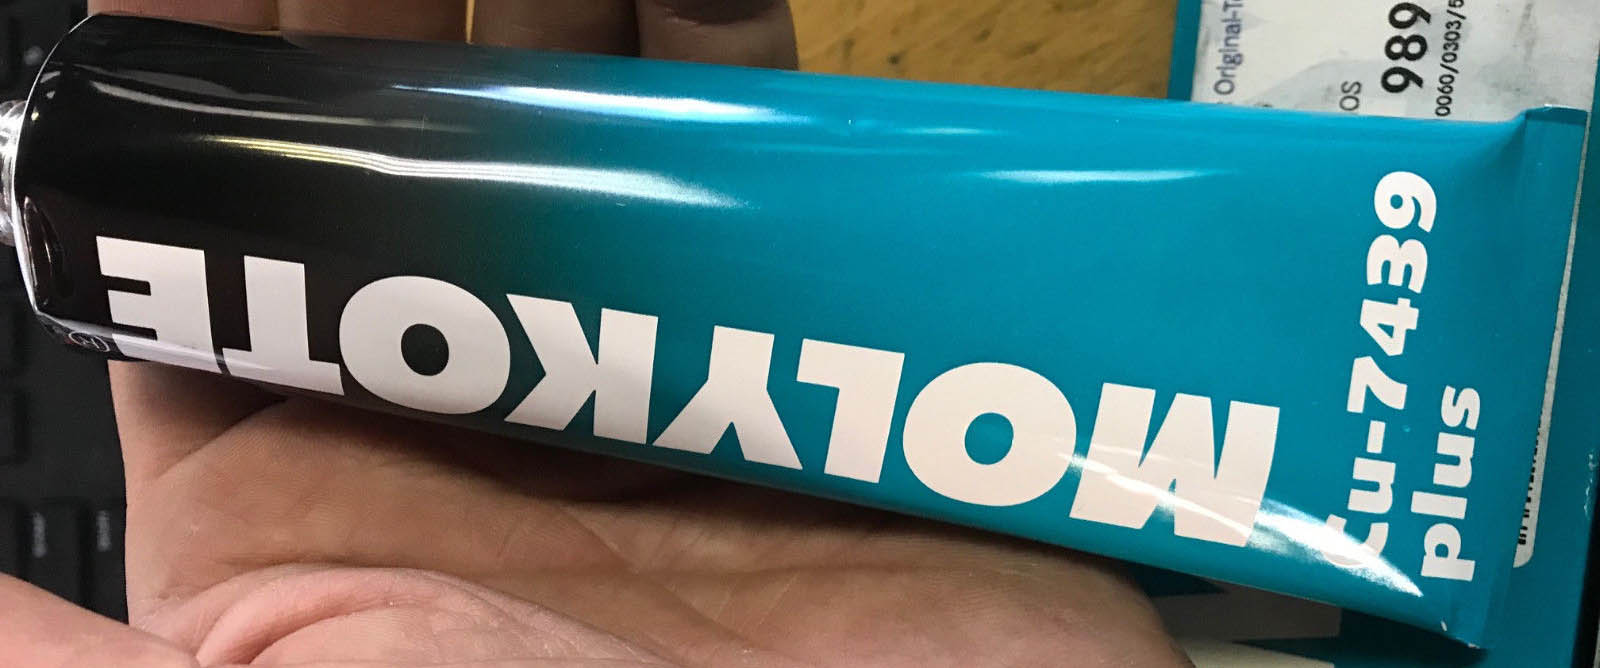 MOLYKOTE
Cu-7439
plus
Original-T
OS
989
0060/0303/5